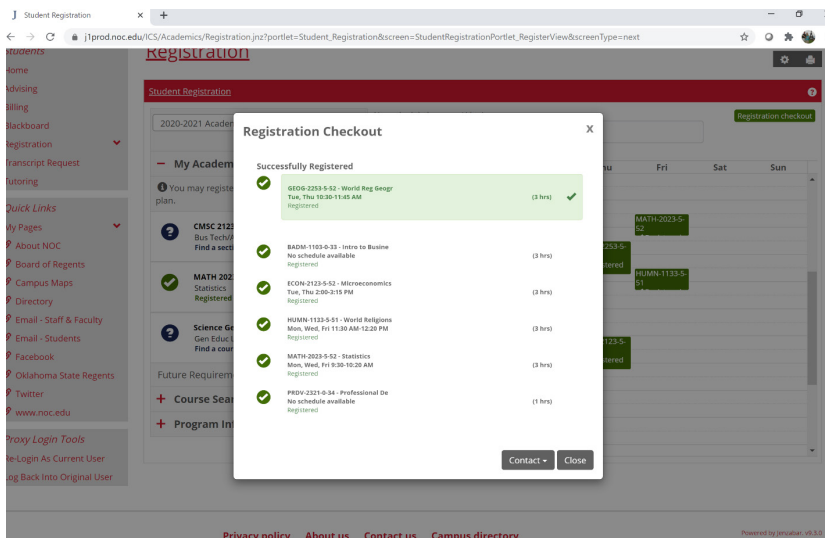 Student Registration
j1prod.noc.edu/ICS/Academics/Registration.jnz?portlet=Student_Registration&screen=StudentRegistrationPortlet_RegisterView&screenType=next
Students
Home
Advising
Billing
Blackboard
Registration
Transcript Request
Tutoring
Quick Links
My Pages
About NOC
Board of Regents
Campus Maps
Directory
Email - Staff & Faculty
Email - Students
Facebook
Oklahoma State Regents
Twitter
www.noc.edu
Proxy Login Tools
Re-Login As Current User
Log Back Into Original User
Registration
Student Registration
2020-2021 Academ
Registration checkout
My Academ
You may registe
plan.
CMSC 2123
Bus Tech/A
Find a secti
MATH 202
Statistics
Registered
Science Ge
Gen Educ
Find a cour
Future Requirem
Course Sear
Program In
Registration Checkout
X
Successfully Registered
GEOG-2253-5-52 - World Reg Geogr
Tue, Thu 10:30-11:45 AM (3 hrs)
Registered
BADM-1103-0-33 - Intro to Busine
No schedule available (3 hrs)
Registered
ECON-2123-5-52 - Microeconomics
Tue, Thu 2:00-3:15 PM (3 hrs)
Registered
HUMN-1133-5-51 - World Religions
Mon, Wed, Fri 11:30 AM-12:20 PM (3 hrs)
Registered
MATH-2023-5-52 - Statistics
Mon, Wed, Fri 9:30-10:20 AM (3 hrs)
Registered
PRDV-2321-0-34 - Professional De
No schedule available (1 hrs)
Registered
Contact Close
hu Fri Sat Sun
MATH-2023-5-
52
2253-5-
stered
HUMN-1133-5-
51
2123-5-
stered
Privacy policy About us Contact us Campus directory
Powered by Jenzabar. v9.3.0